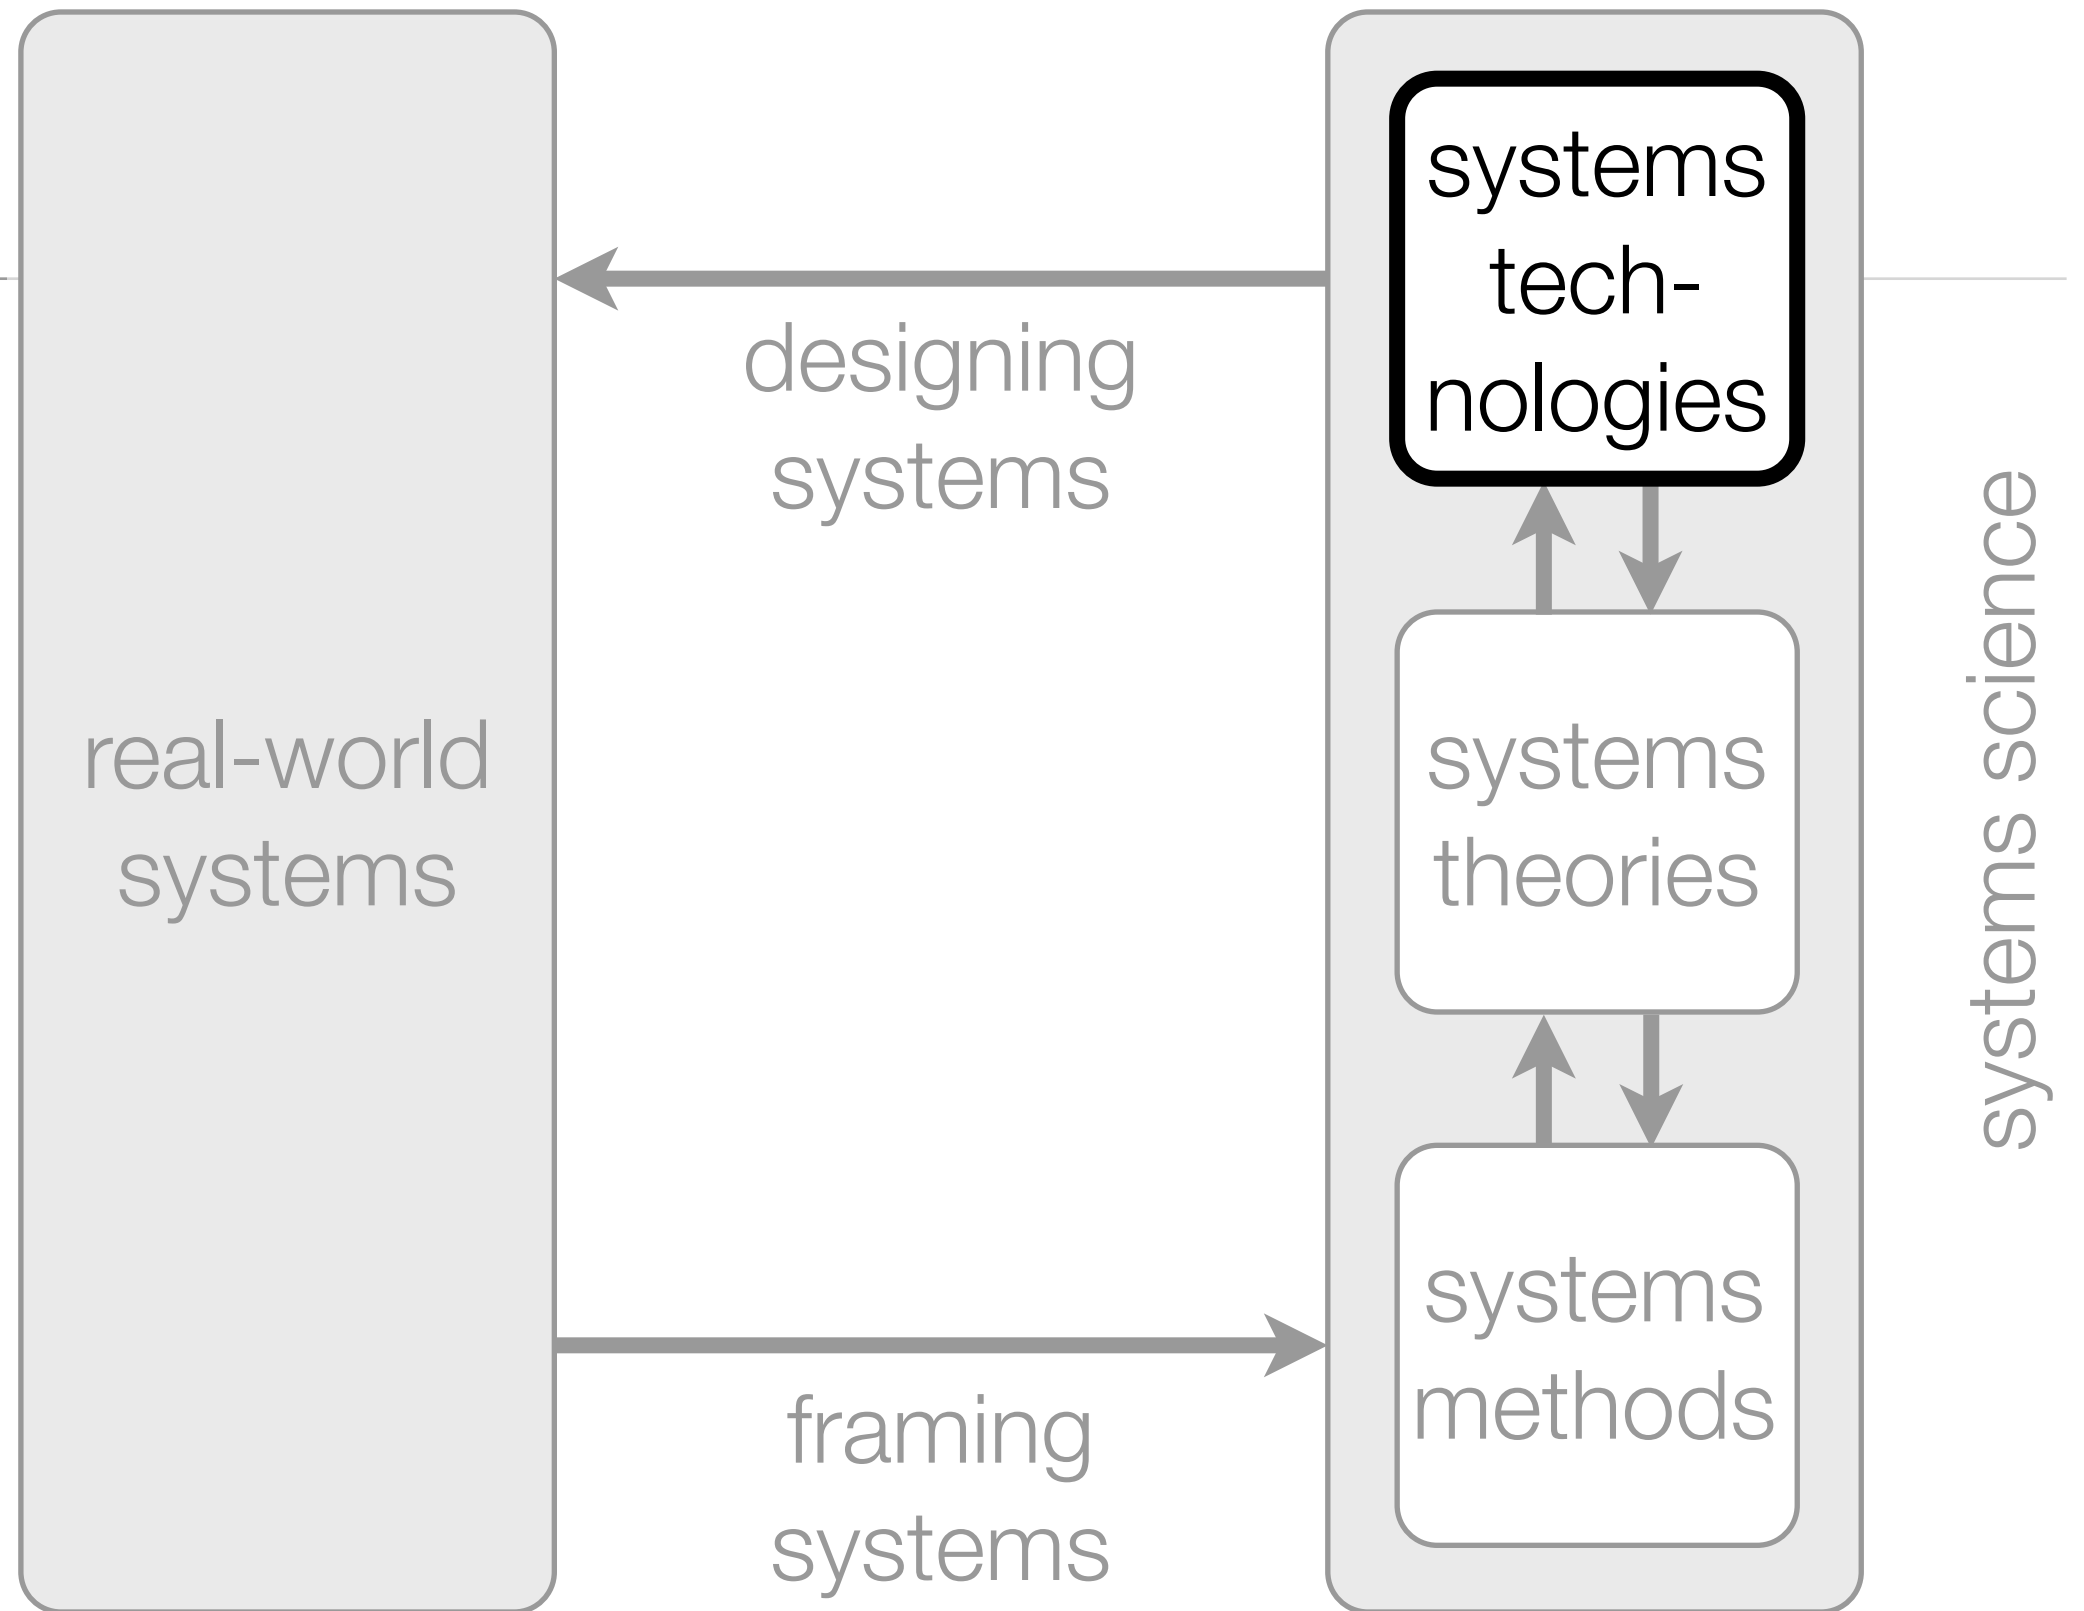 real-world
systems
designing
systems
framing
systems
systems
tech-
nologies
systems
theories
systems
methods
systems science